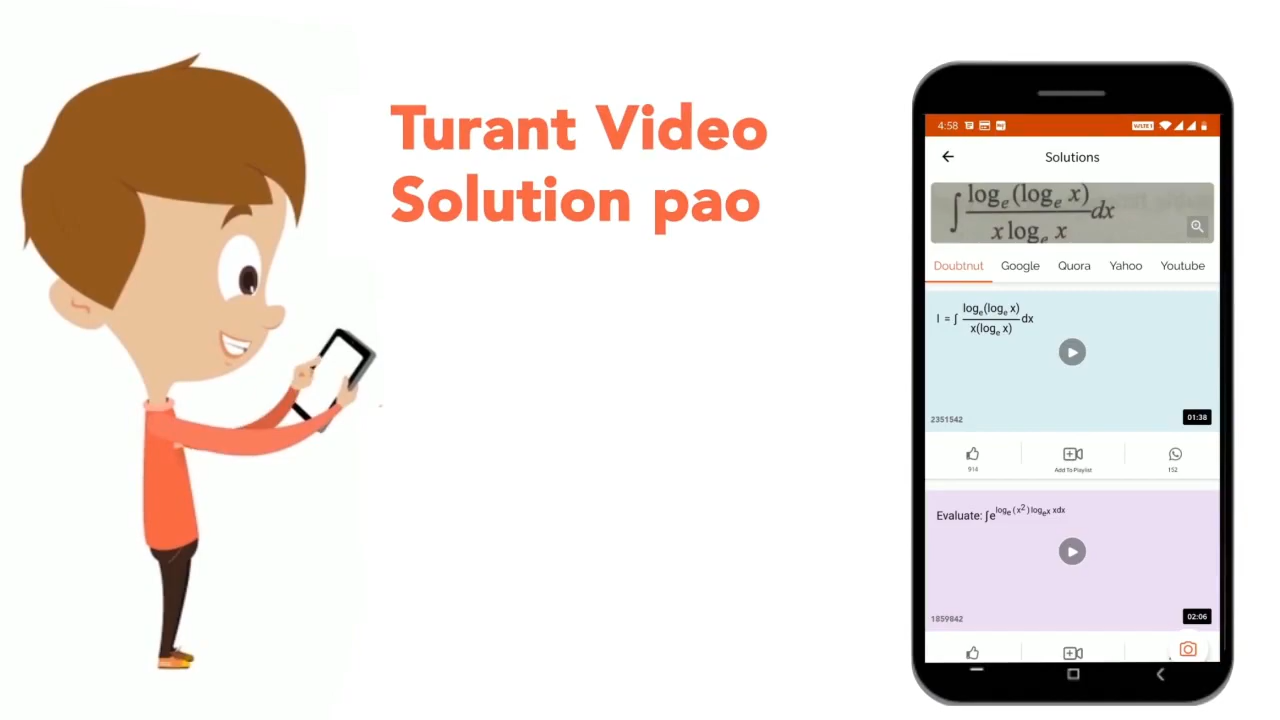 Turant Video
Solution pao
4:58
VoLTE1
Solutions
∫ logₑ(logₑ x) / x logₑ x dx
Doubtnut Google Quora Yahoo Youtube
I = ∫ logₑ(logₑ x) / x(logₑ x) dx
2351542 01:38
914 Add To Playlist 152
Evaluate: ∫e^logₑ(x²)logₑx xdx
1859842 02:06